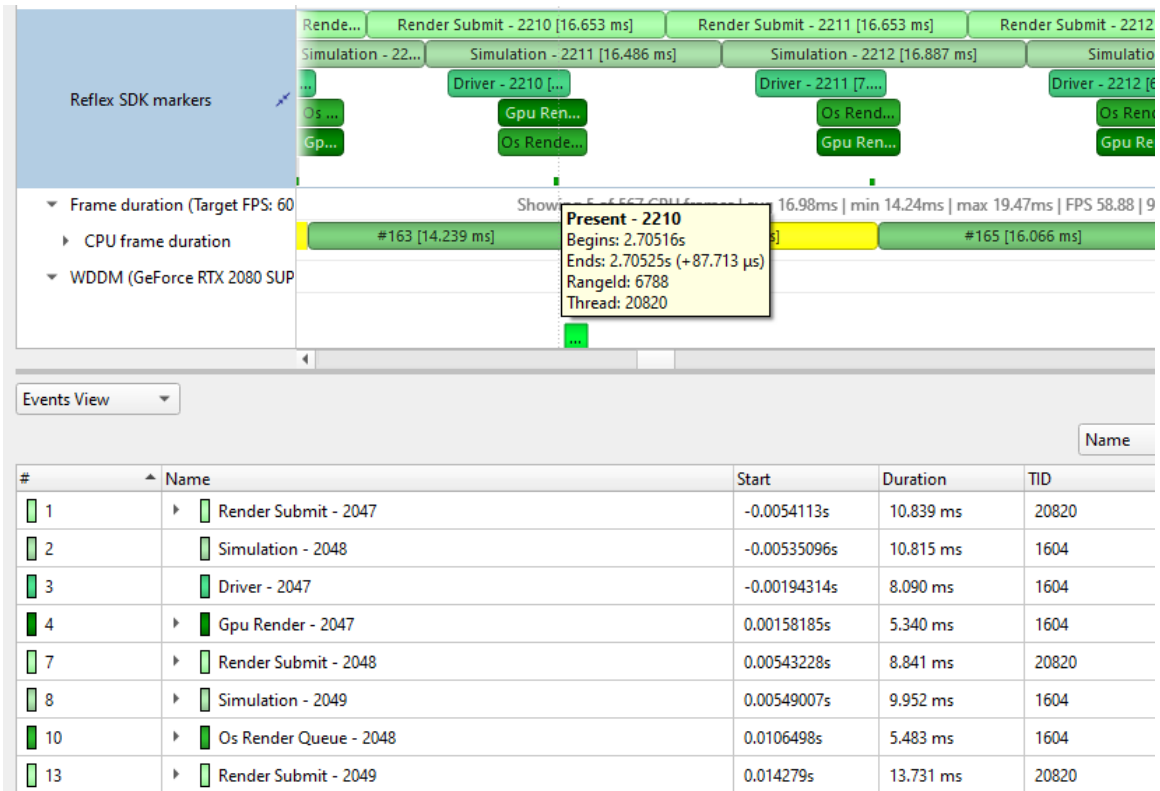 Rende... Render Submit - 2210 [16.653 ms] Render Submit - 2211 [16.653 ms] Render Submit - 2212
Simulation - 22... Simulation - 2211 [16.486 ms] Simulation - 2212 [16.887 ms] Simulatio
... Driver - 2210 [... Driver - 2211 [7.... Driver - 2212 [6
Reflex SDK markers
Os ... Gpu Ren... Os Rend... Os Rend
Gp... Os Rende... Gpu Ren... Gpu Re
Frame duration (Target FPS: 60 Showing 5 of 567 CPU frames | avg 16.98ms | min 14.24ms | max 19.47ms | FPS 58.88 | 9
CPU frame duration #163 [14.239 ms] s] #165 [16.066 ms]
WDDM (GeForce RTX 2080 SUP
Present - 2210
Begins: 2.70516s
Ends: 2.70525s (+87.713 μs)
RangeId: 6788
Thread: 20820
...
Events View
Name
# Name Start Duration TID
1 Render Submit - 2047 -0.0054113s 10.839 ms 20820
2 Simulation - 2048 -0.00535096s 10.815 ms 1604
3 Driver - 2047 -0.00194314s 8.090 ms 1604
4 Gpu Render - 2047 0.00158185s 5.340 ms 1604
7 Render Submit - 2048 0.00543228s 8.841 ms 20820
8 Simulation - 2049 0.00549007s 9.952 ms 1604
10 Os Render Queue - 2048 0.0106498s 5.483 ms 1604
13 Render Submit - 2049 0.014279s 13.731 ms 20820